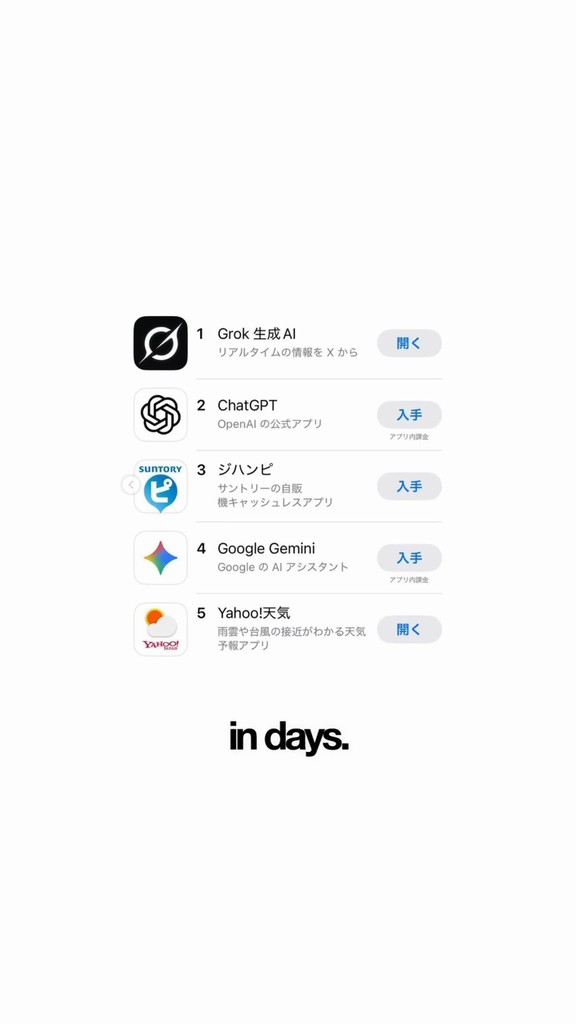 1 Grok 生成 AI
リアルタイムの情報を X から
開く
2 ChatGPT
OpenAI の公式アプリ
入手
アプリ内課金
SUNTORY
ピ
3 ジハンピ
サントリーの自販
機キャッシュレスアプリ
入手
4 Google Gemini
Google の AI アシスタント
入手
アプリ内課金
YAHOO!
JAPAN
5 Yahoo!天気
雨雲や台風の接近がわかる天気
予報アプリ
開く
in days.